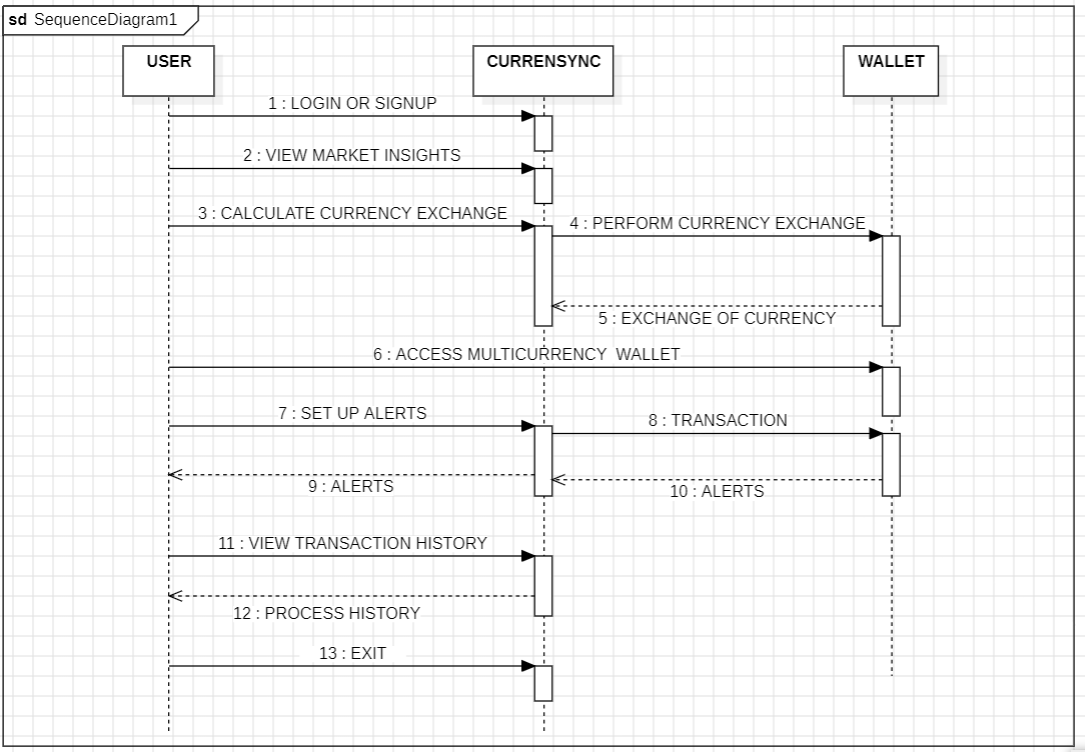 sd SequenceDiagram1
USER
CURRENSYNC
WALLET
1 : LOGIN OR SIGNUP
2 : VIEW MARKET INSIGHTS
3 : CALCULATE CURRENCY EXCHANGE
4 : PERFORM CURRENCY EXCHANGE
5 : EXCHANGE OF CURRENCY
6 : ACCESS MULTICURRENCY  WALLET
7 : SET UP ALERTS
8 : TRANSACTION
9 : ALERTS
10 : ALERTS
11 : VIEW TRANSACTION HISTORY
12 : PROCESS HISTORY
13 : EXIT